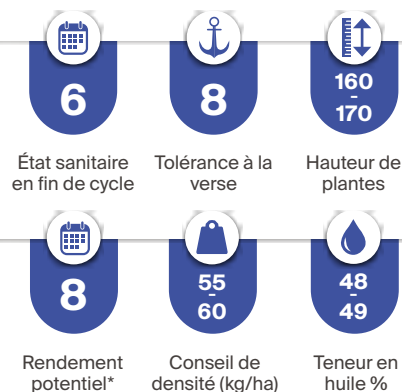 6
8
160
-
170
État sanitaire
en fin de cycle
Tolérance à la
verse
Hauteur de
plantes
8
55
-
60
48
-
49
Rendement
potentiel*
Conseil de
densité (kg/ha)
Teneur en
huile %